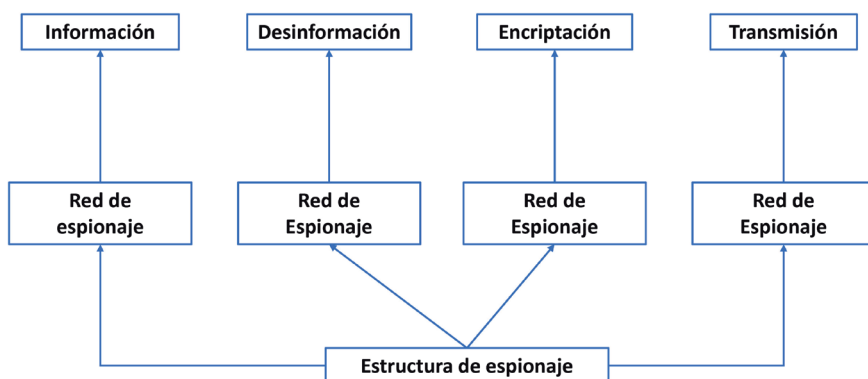 Información
Desinformación
Encriptación
Transmisión
Red de
espionaje
Red de
Espionaje
Red de
Espionaje
Red de
Espionaje
Estructura de espionaje